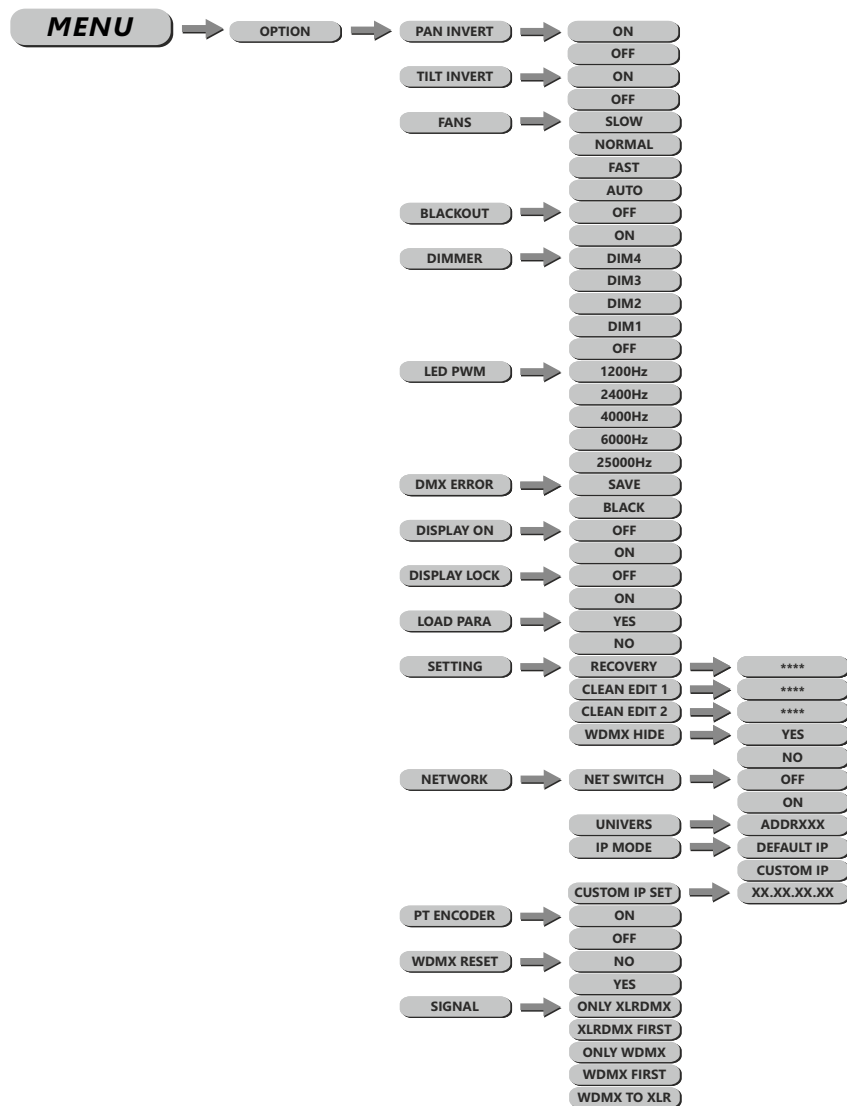 MENU OPTION PAN INVERT ON
OFF
TILT INVERT ON
OFF
FANS SLOW
NORMAL
FAST
AUTO
BLACKOUT OFF
ON
DIMMER DIM4
DIM3
DIM2
DIM1
OFF
LED PWM 1200Hz
2400Hz
4000Hz
6000Hz
25000Hz
DMX ERROR SAVE
BLACK
DISPLAY ON OFF
ON
DISPLAY LOCK OFF
ON
LOAD PARA YES
NO
SETTING RECOVERY ****
CLEAN EDIT 1 ****
CLEAN EDIT 2 ****
WDMX HIDE YES
NO
NETWORK NET SWITCH OFF
ON
UNIVERS ADDRXXX
IP MODE DEFAULT IP
CUSTOM IP
CUSTOM IP SET XX.XX.XX.XX
PT ENCODER ON
OFF
WDMX RESET NO
YES
SIGNAL ONLY XLRDMX
XLRDMX FIRST
ONLY WDMX
WDMX FIRST
WDMX TO XLR